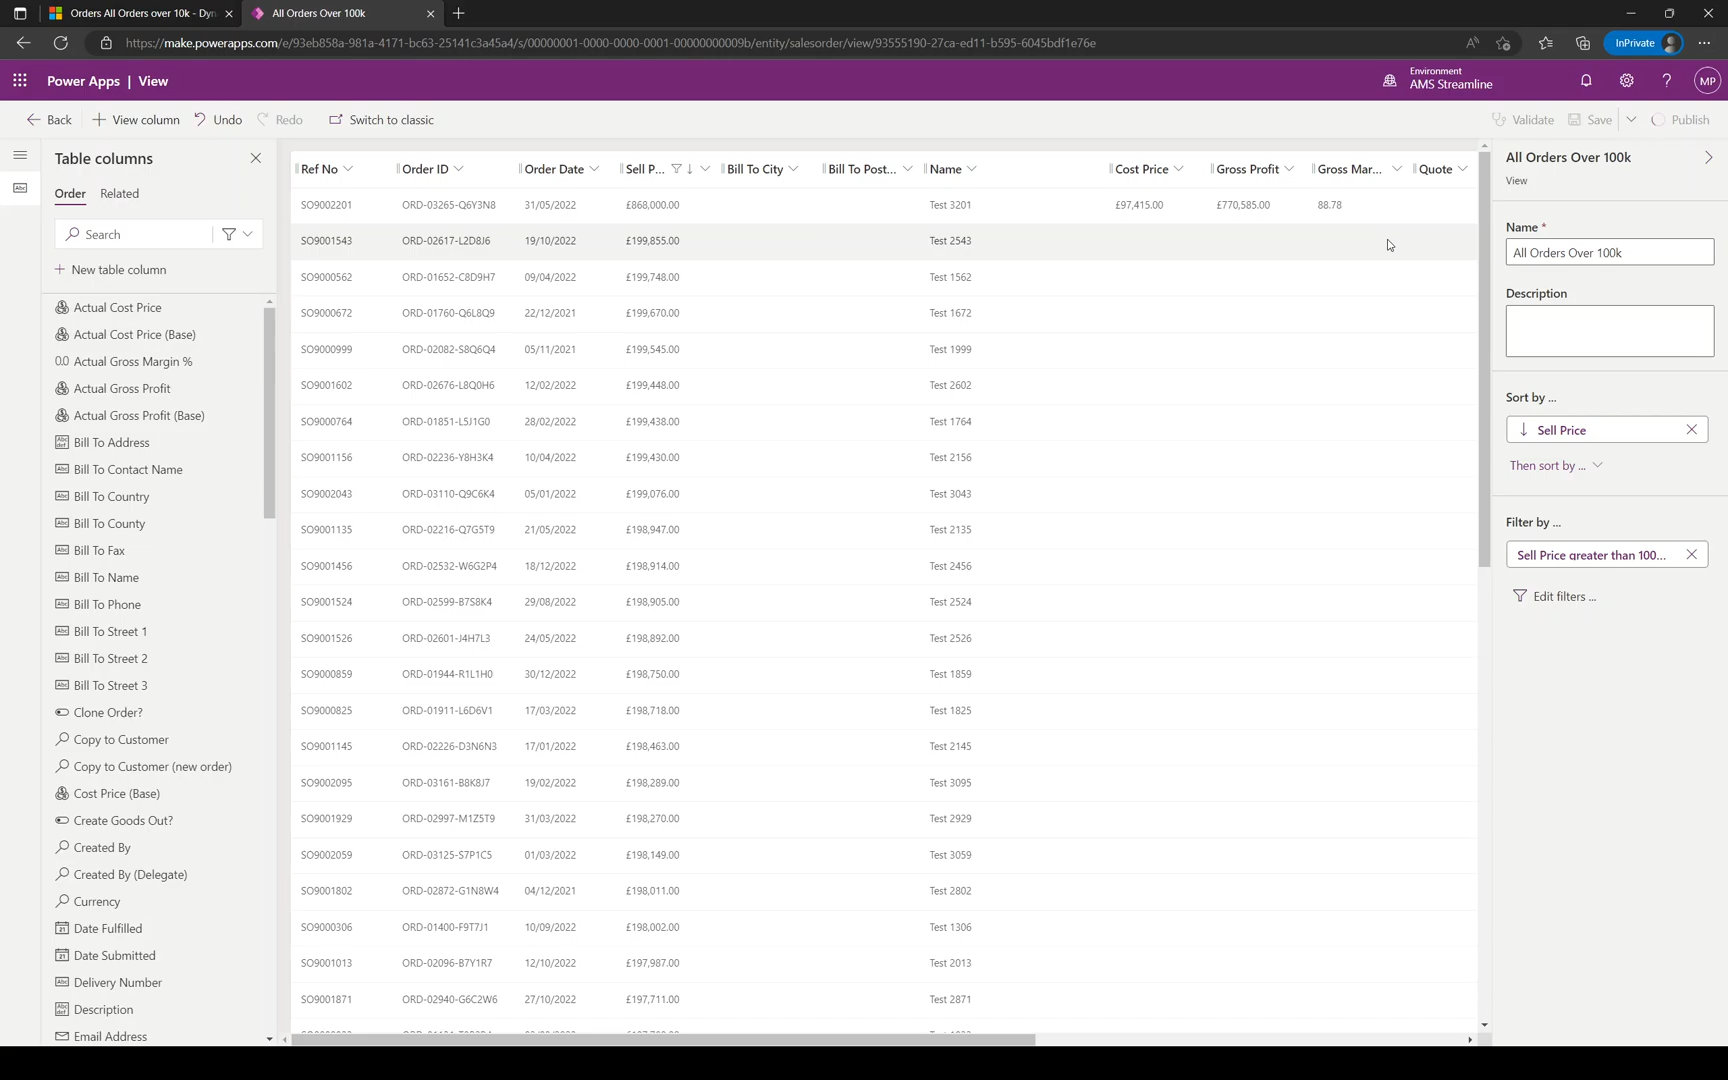 Orders All Orders over 10k - Dyn
All Orders Over 100k
https://make.powerapps.com/e/93eb858a-981a-4171-bc63-25141c3a45a4/s/00000001-0000-0000-0001-00000000009b/entity/salesorder/view/93555190-27ca-ed11-b595-6045bdf1e76e
InPrivate
Power Apps | View
Environment
AMS Streamline
MP
Back
View column
Undo
Redo
Switch to classic
Validate
Save
Publish
Table columns
Order
Related
Search
New table column
Actual Cost Price
Actual Cost Price (Base)
Actual Gross Margin %
Actual Gross Profit
Actual Gross Profit (Base)
Bill To Address
Bill To Contact Name
Bill To Country
Bill To County
Bill To Fax
Bill To Name
Bill To Phone
Bill To Street 1
Bill To Street 2
Bill To Street 3
Clone Order?
Copy to Customer
Copy to Customer (new order)
Cost Price (Base)
Create Goods Out?
Created By
Created By (Delegate)
Currency
Date Fulfilled
Date Submitted
Delivery Number
Description
Email Address
Ref No Order ID Order Date Sell P... Bill To City Bill To Post... Name Cost Price Gross Profit Gross Mar... Quote
SO9002201 ORD-03265-Q6Y3N8 31/05/2022 £868,000.00 Test 3201 £97,415.00 £770,585.00 88.78
SO9001543 ORD-02617-L2D8J6 19/10/2022 £199,855.00 Test 2543
SO9000562 ORD-01652-C8D9H7 09/04/2022 £199,748.00 Test 1562
SO9000672 ORD-01760-Q6L8Q9 22/12/2021 £199,670.00 Test 1672
SO9000999 ORD-02082-S8Q6Q4 05/11/2021 £199,545.00 Test 1999
SO9001602 ORD-02676-L8Q0H6 12/02/2022 £199,448.00 Test 2602
SO9000764 ORD-01851-L5J1G0 28/02/2022 £199,438.00 Test 1764
SO9001156 ORD-02236-Y8H3K4 10/04/2022 £199,430.00 Test 2156
SO9002043 ORD-03110-Q9C6K4 05/01/2022 £199,076.00 Test 3043
SO9001135 ORD-02216-Q7G5T9 21/05/2022 £198,947.00 Test 2135
SO9001456 ORD-02532-W6G2P4 18/12/2022 £198,914.00 Test 2456
SO9001524 ORD-02599-B7S8K4 29/08/2022 £198,905.00 Test 2524
SO9001526 ORD-02601-J4H7L3 24/05/2022 £198,892.00 Test 2526
SO9000859 ORD-01944-R1L1H0 30/12/2022 £198,750.00 Test 1859
SO9000825 ORD-01911-L6D6V1 17/03/2022 £198,718.00 Test 1825
SO9001145 ORD-02226-D3N6N3 17/01/2022 £198,463.00 Test 2145
SO9002095 ORD-03161-B8K8J7 19/02/2022 £198,289.00 Test 3095
SO9001929 ORD-02997-M1Z5T9 31/03/2022 £198,270.00 Test 2929
SO9002059 ORD-03125-S7P1C5 01/03/2022 £198,149.00 Test 3059
SO9001802 ORD-02872-G1N8W4 04/12/2021 £198,011.00 Test 2802
SO9000306 ORD-01400-F9T7J1 10/09/2022 £198,002.00 Test 1306
SO9001013 ORD-02096-B7Y1R7 12/10/2022 £197,987.00 Test 2013
SO9001871 ORD-02940-G6C2W6 27/10/2022 £197,711.00 Test 2871
All Orders Over 100k
View
Name *
All Orders Over 100k
Description
Sort by ...
Sell Price
Then sort by ...
Filter by ...
Sell Price greater than 100...
Edit filters ...